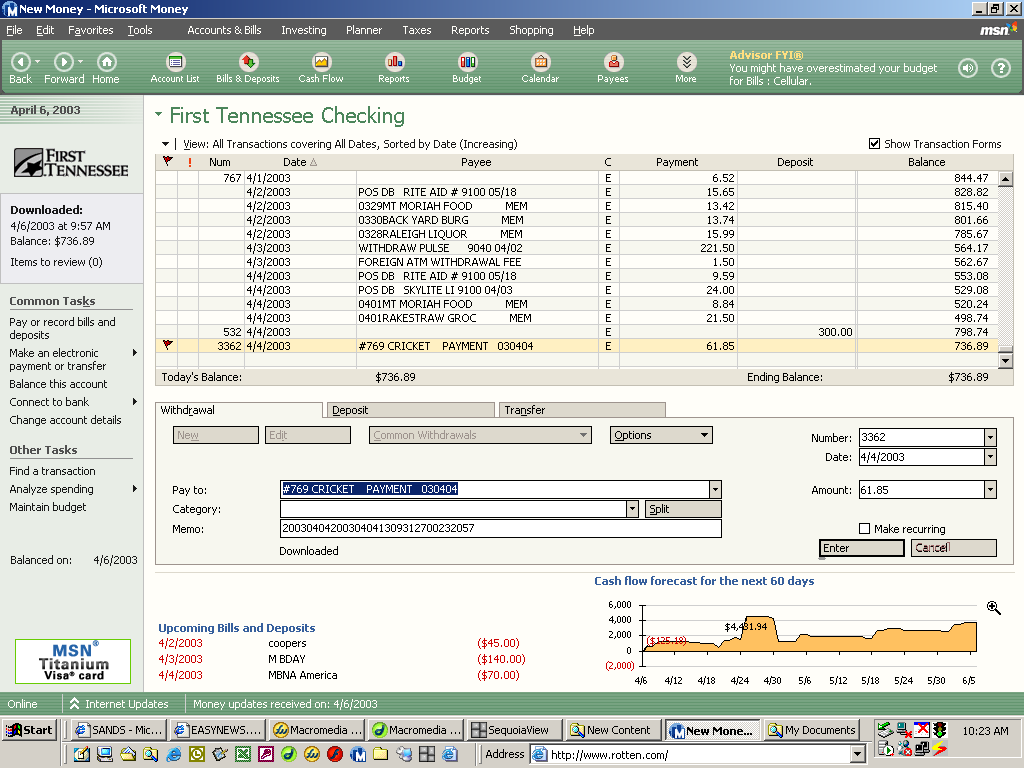 New Money - Microsoft Money
File Edit Favorites Tools Accounts & Bills Investing Planner Taxes Reports Shopping Help msn
Back Forward Home Account List Bills & Deposits Cash Flow Reports Budget Calendar Payees More
Advisor FYI®
You might have overestimated your budget
for Bills : Cellular.
April 6, 2003
First Tennessee
Downloaded:
4/6/2003 at 9:57 AM
Balance: $736.89
Items to review (0)
Common Tasks
Pay or record bills and
deposits
Make an electronic
payment or transfer
Balance this account
Connect to bank
Change account details
Other Tasks
Find a transaction
Analyze spending
Maintain budget
Balanced on: 4/6/2003
MSN®
Titanium
Visa® card
First Tennessee Checking
View: All Transactions covering All Dates, Sorted by Date (Increasing) Show Transaction Forms
! Num Date Payee C Payment Deposit Balance
767 4/1/2003 E 6.52 844.47
4/2/2003 POS DB RITE AID # 9100 05/18 E 15.65 828.82
4/2/2003 0329MT MORIAH FOOD MEM E 13.42 815.40
4/2/2003 0330BACK YARD BURG MEM E 13.74 801.66
4/2/2003 0328RALEIGH LIQUOR MEM E 15.99 785.67
4/3/2003 WITHDRAW PULSE 9040 04/02 E 221.50 564.17
4/3/2003 FOREIGN ATM WITHDRAWAL FEE E 1.50 562.67
4/4/2003 POS DB RITE AID # 9100 05/18 E 9.59 553.08
4/4/2003 POS DB SKYLITE LI 9100 04/03 E 24.00 529.08
4/4/2003 0401MT MORIAH FOOD MEM E 8.84 520.24
4/4/2003 0401RAKESTRAW GROC MEM E 21.50 498.74
532 4/4/2003 E 300.00 798.74
3362 4/4/2003 #769 CRICKET PAYMENT 030404 E 61.85 736.89
Today's Balance: $736.89 Ending Balance: $736.89
Withdrawal Deposit Transfer
New Edit Common Withdrawals Options
Number: 3362
Date: 4/4/2003
Pay to: #769 CRICKET PAYMENT 030404 Amount: 61.85
Category: Split
Memo: 20030404200304041309312700232057 Make recurring
Downloaded
Enter Cancel
Upcoming Bills and Deposits
4/2/2003 coopers ($45.00)
4/3/2003 M BDAY ($140.00)
4/4/2003 MBNA America ($70.00)
Cash flow forecast for the next 60 days
6,000
4,000
2,000
0
(2,000)
($125.18)
$4,431.94
4/6 4/12 4/18 4/24 4/30 5/6 5/12 5/18 5/24 5/30 6/5
Online Internet Updates Money updates received on: 4/6/2003
Start SANDS - Mic... EASYNEWS.... Macromedia ... Macromedia ... SequoiaView New Content New Mone... My Documents 10:23 AM
Address http://www.rotten.com/